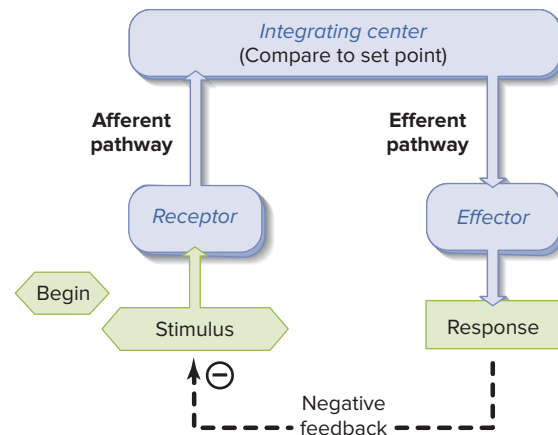 Integrating center
(Compare to set point)
Afferent
pathway
Efferent
pathway
Receptor
Effector
Begin
Stimulus
Response
Negative
feedback